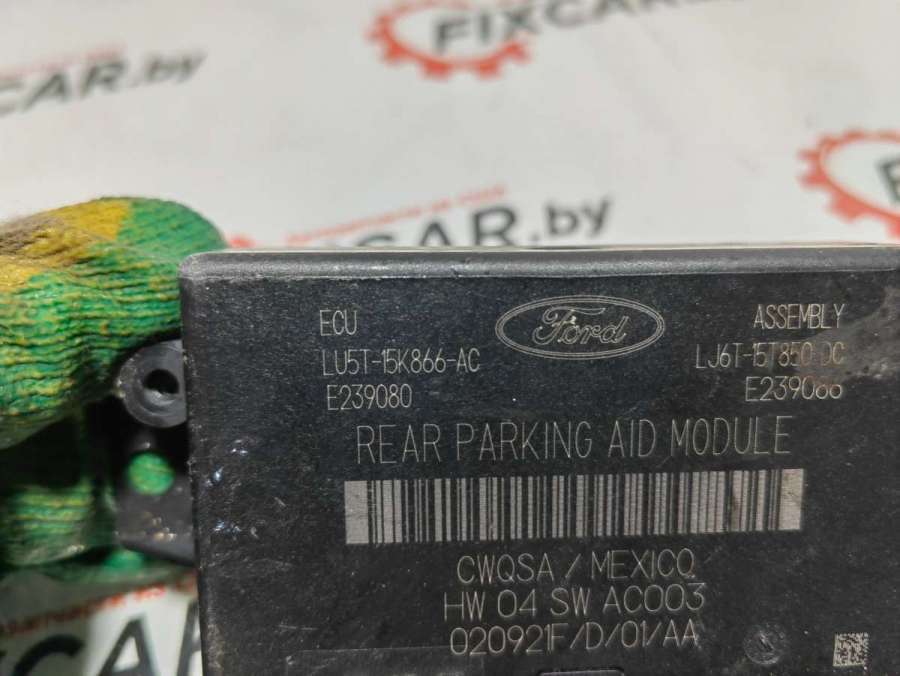 FIXCAR
CAR.by
CAR.by
ECU
Ford
ASSEMBLY
LU5T-15K866-AC
LJ6T-15T850-DC
E239080
E239086
REAR PARKING AID MODULE
CWQSA / MEXICO
HW 04 SW AC003
020921F/D/01/AA